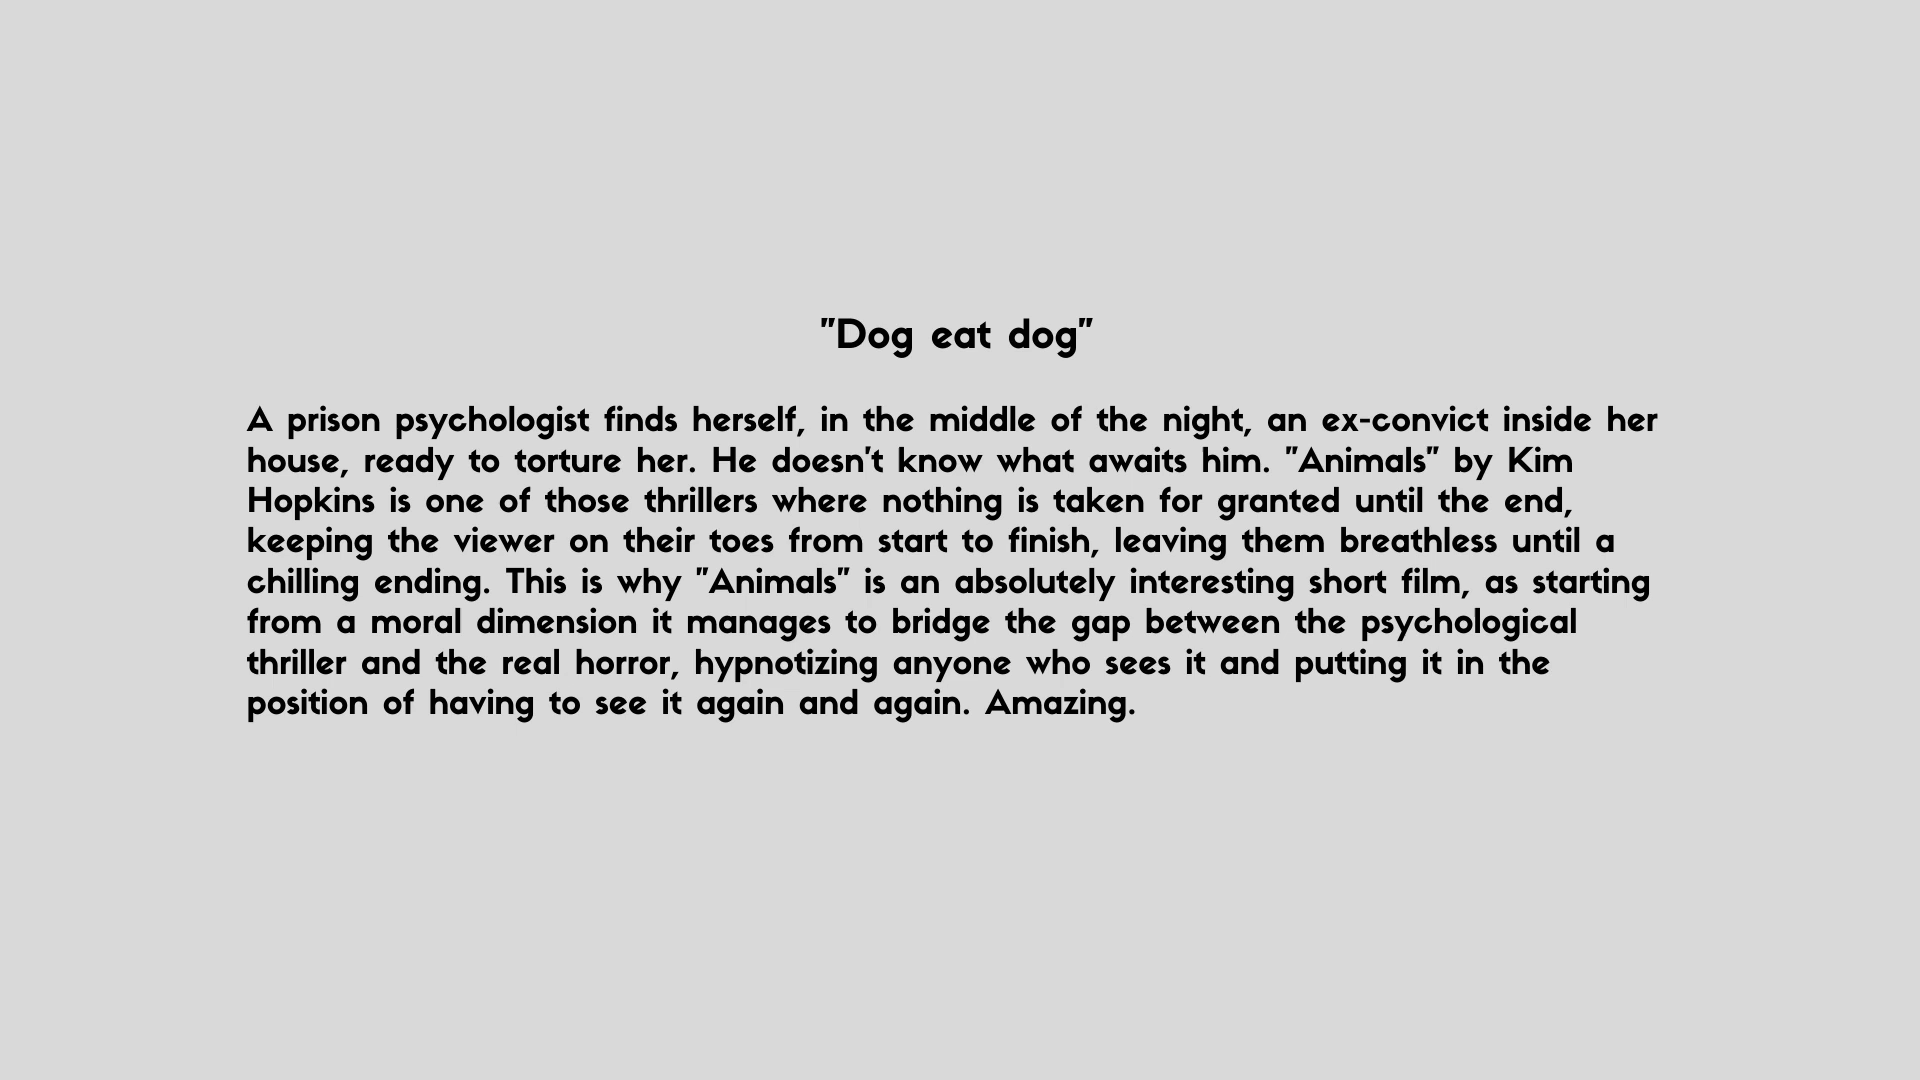 "Dog eat dog"
A prison psychologist finds herself, in the middle of the night, an ex-convict inside her
house, ready to torture her. He doesn't know what awaits him. "Animals" by Kim
Hopkins is one of those thrillers where nothing is taken for granted until the end,
keeping the viewer on their toes from start to finish, leaving them breathless until a
chilling ending. This is why "Animals" is an absolutely interesting short film, as starting
from a moral dimension it manages to bridge the gap between the psychological
thriller and the real horror, hypnotizing anyone who sees it and putting it in the
position of having to see it again and again. Amazing.